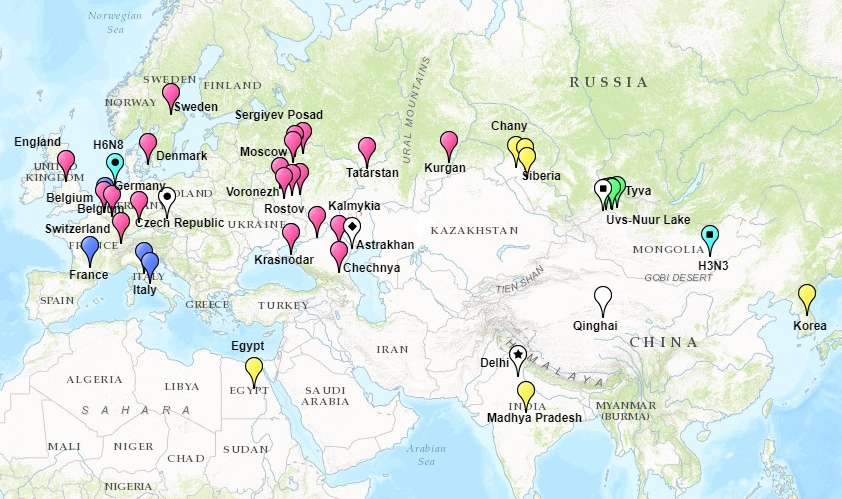 Norwegian
Sea
SWEDEN
FINLAND
NORWAY
Sweden
RUSSIA
URAL MOUNTAINS
Sergiyev Posad
Chany
England
H6N8
Denmark
Moscow
Tatarstan
Kurgan
Siberia
UNITED
KINGDOM
Germany
POLAND
Voronezh
Tyva
Belgium
Belgium
GERMANY
Rostov
Kalmykia
Uvs-Nuur Lake
Czech Republic
UKRAINE
Switzerland
FRANCE
KAZAKHSTAN
Astrakhan
MONGOLIA
Krasnodar
Chechnya
H3N3
France
ITALY
Italy
TIEN SHAN
GOBI DESERT
SPAIN
GREECE
TURKEY
Qinghai
Korea
CHINA
Egypt
IRAN
Delhi
HIMALAYA
ALGERIA
LIBYA
EGYPT
SAUDI
ARABIA
INDIA
Madhya Pradesh
MYANMAR
(BURMA)
SAHARA
MALI
NIGER
CHAD
SUDAN
Arabian
Sea
NIGERIA